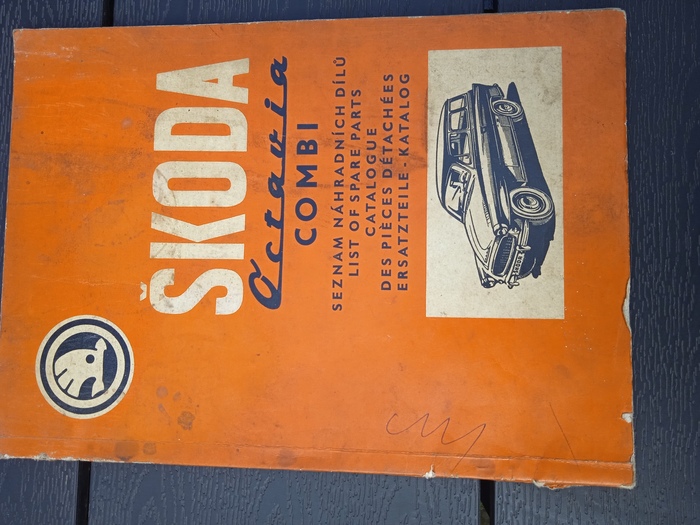 ŠKODA
Octavia
COMBI
SEZNAM NÁHRADNÍCH DÍLŮ
LIST OF SPARE PARTS
CATALOGUE
DES PIÈCES DÉTACHÉES
ERSATZTEILE - KATALOG